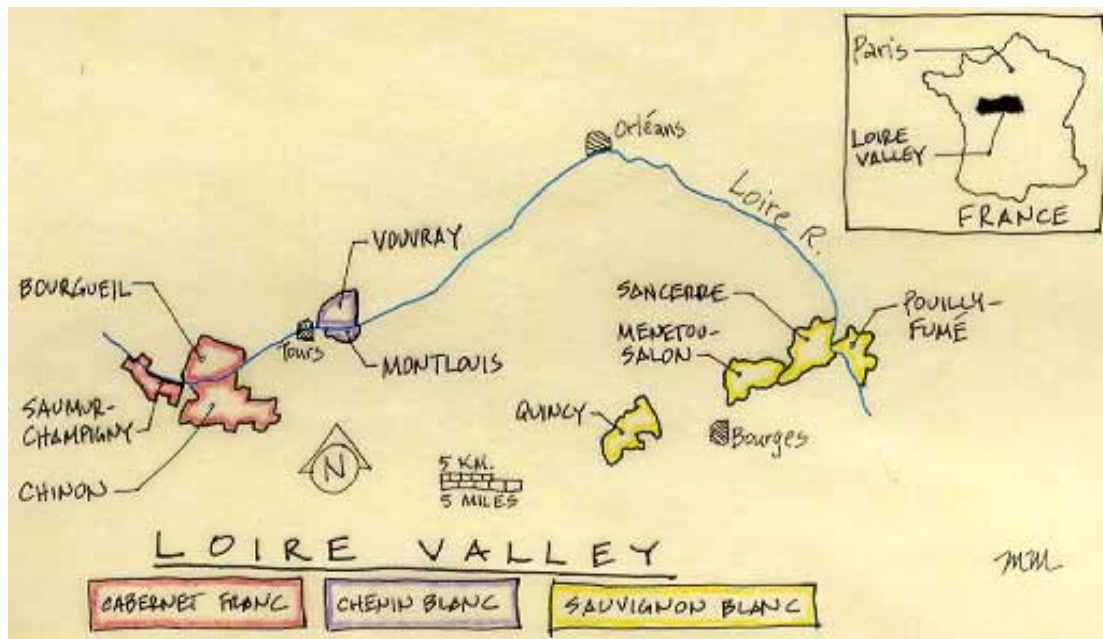 Paris
LOIRE
VALLEY
FRANCE
Orléans
Loire R.
VOUVRAY
BOURGUEIL
SANCERRE
POUILLY-
FUMÉ
MENETOU-
SALON
Tours
MONTLOUIS
SAUMUR-
CHAMPIGNY
QUINCY
Bourges
CHINON
N
5 KM.
5 MILES
LOIRE VALLEY
MM
CABERNET FRANC
CHENIN BLANC
SAUVIGNON BLANC